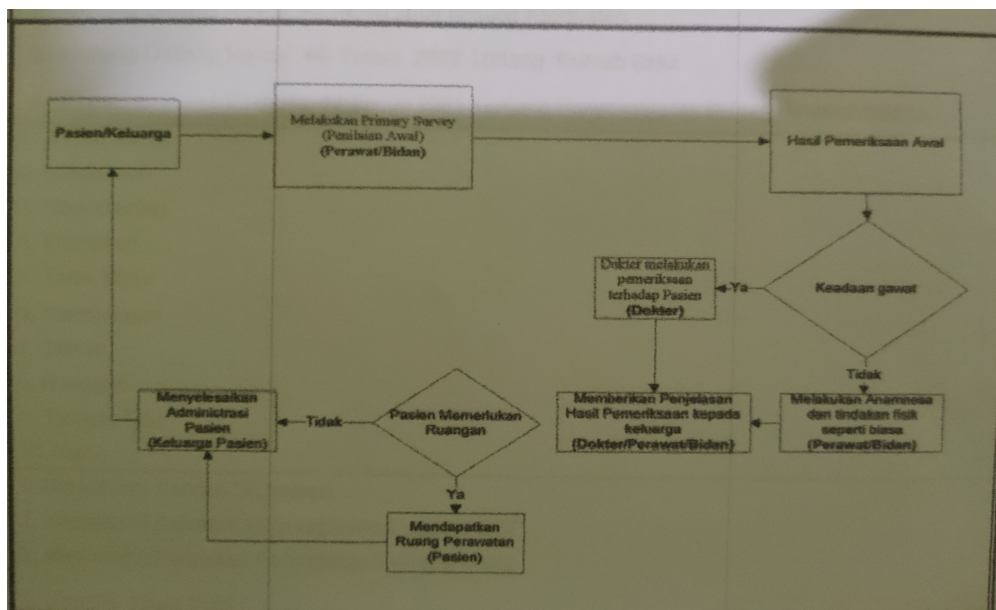 Pasien/Keluarga
Melakukan Primary Survey
(Penilaian Awal)
(Perawat/Bidan)
Hasil Pemeriksaan Awal
Keadaan gawat
Ya
Dokter melakukan
pemeriksaan
terhadap Pasien
(Dokter)
Tidak
Melakukan Anamnesa
dan tindakan fisik
seperti biasa
(Perawat/Bidan)
Memberikan Penjelasan
Hasil Pemeriksaan kepada
keluarga
(Dokter/Perawat/Bidan)
Pasien Memerlukan
Ruangan
Tidak
Menyelesaikan
Administrasi
Pasien
(Keluarga Pasien)
Ya
Mendapatkan
Ruang Perawatan
(Pasien)